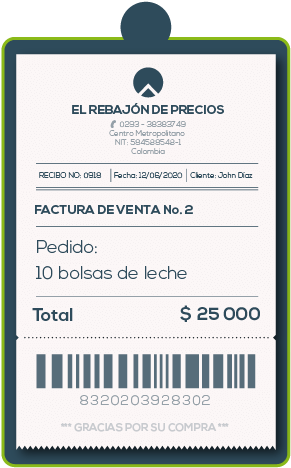 EL REBAJÓN DE PRECIOS
0293 - 38383749
Centro Metropolitano
NIT: 584588548-1
Colombia
RECIBO NO: 0918 Fecha: 12/06/2020 Cliente: John Díaz
FACTURA DE VENTA No. 2
Pedido:
10 bolsas de leche
Total $ 25 000
8320203928302
*** GRACIAS POR SU COMPRA ***